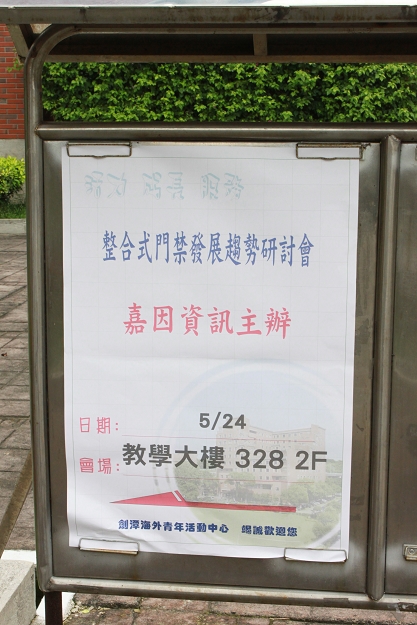 整合式門禁發展趨勢研討會
嘉因資訊主辦
日期: 5/24
會場: 教學大樓 328 2F
劍潭海外青年活動中心 竭誠歡迎您